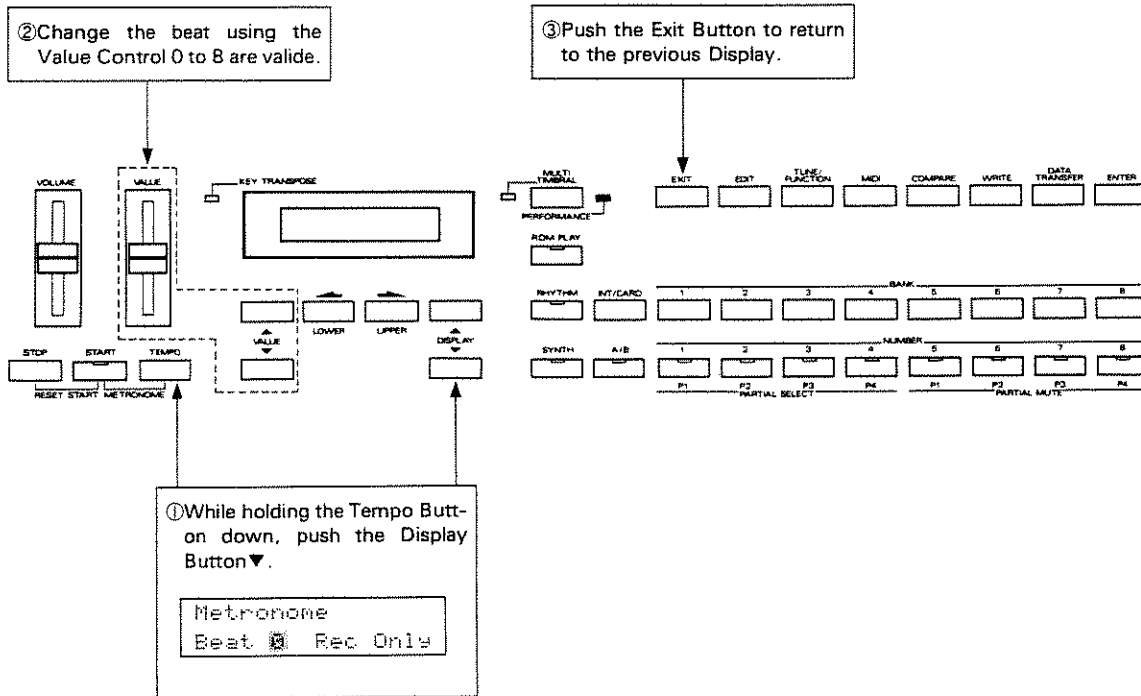 ②Change the beat using the
Value Control 0 to 8 are valide.
③Push the Exit Button to return
to the previous Display.
VOLUME
VALUE
KEY TRANSPOSE
MULTI
TIMBRAL
PERFORMANCE
EXIT
EDIT
TUNE/
FUNCTION
MIDI
COMPARE
WRITE
DATA
TRANSFER
ENTER
ROM PLAY
RHYTHM
INT/CARD
BANK
1 2 3 4 5 6 7 8
VALUE
LOWER
UPPER
DISPLAY
STOP
START
TEMPO
RESET START
METRONOME
SYNTH
A/B
NUMBER
1 2 3 4 5 6 7 8
P1 P2 P3 P4 P1 P2 P3 P4
PARTIAL SELECT
PARTIAL MUTE
①While holding the Tempo Butt-
on down, push the Display
Button▼.
Metronome
Beat Rec Only